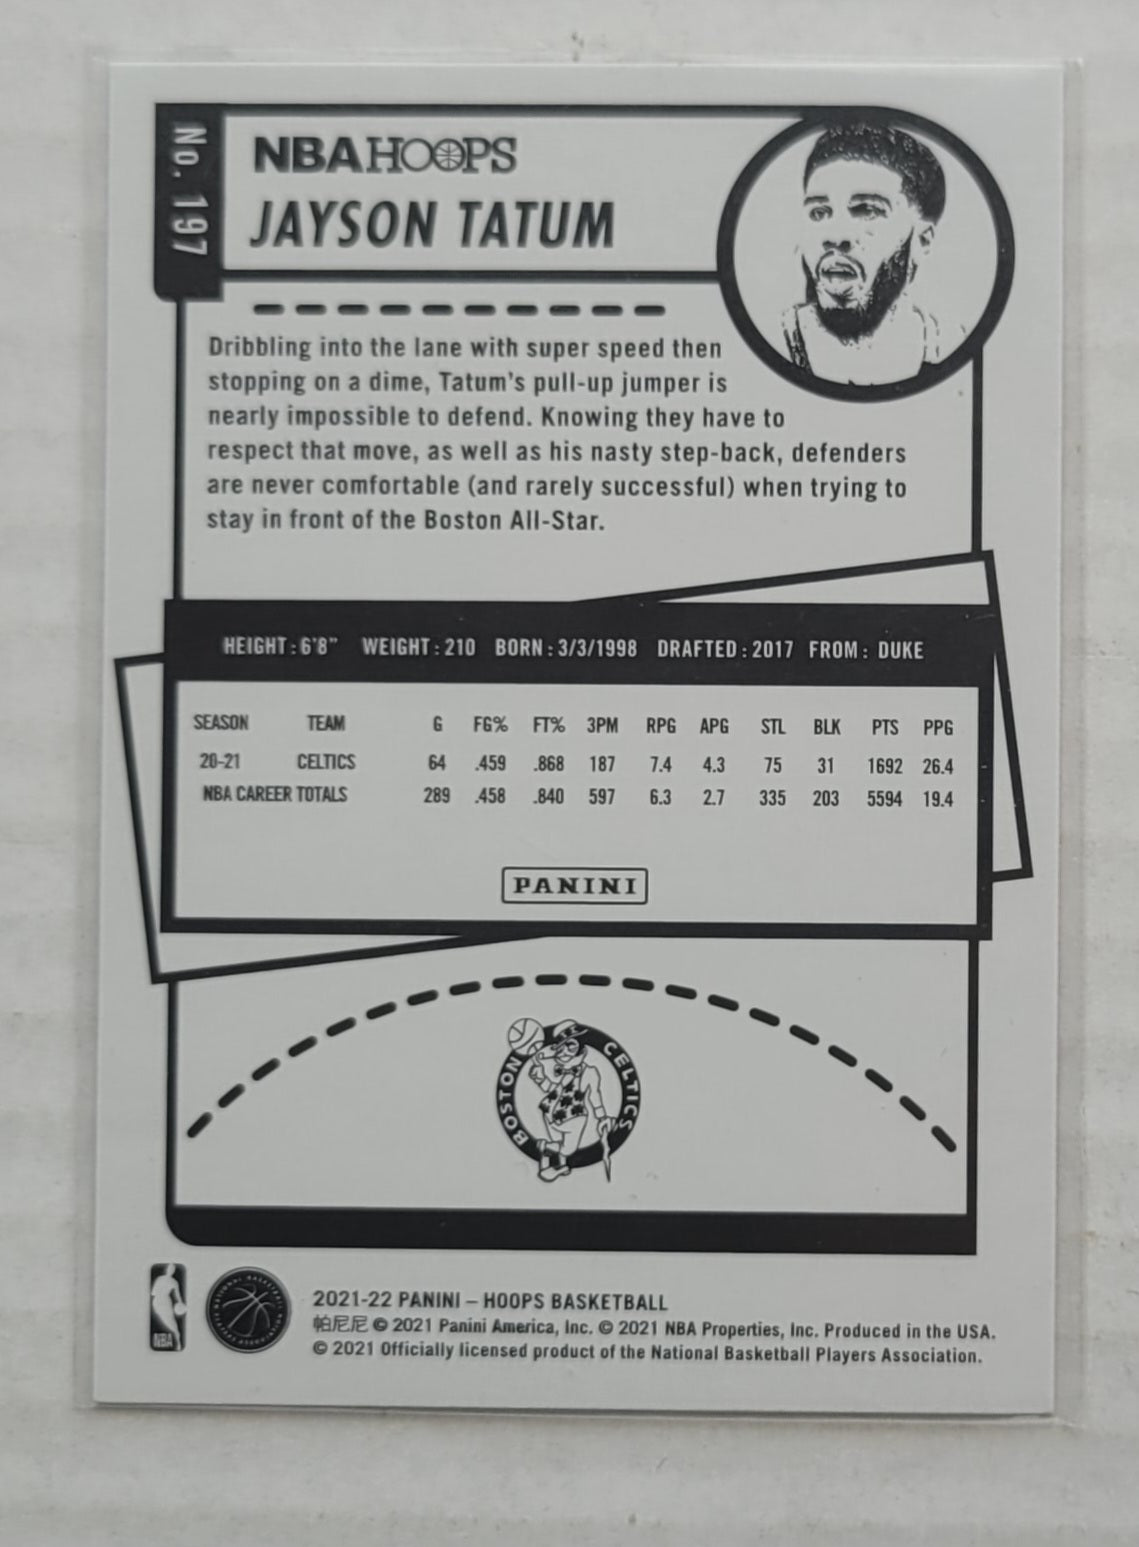 No. 197
NBA HOOPS
JAYSON TATUM
Dribbling into the lane with super speed then
stopping on a dime, Tatum's pull-up jumper is
nearly impossible to defend. Knowing they have to
respect that move, as well as his nasty step-back, defenders
are never comfortable (and rarely successful) when trying to
stay in front of the Boston All-Star.
HEIGHT: 6'8" WEIGHT: 210 BORN: 3/3/1998 DRAFTED: 2017 FROM: DUKE
SEASON TEAM G FG% FT% 3PM RPG APG STL BLK PTS PPG
20-21 CELTICS 64 .459 .868 187 7.4 4.3 75 31 1692 26.4
NBA CAREER TOTALS 289 .458 .840 597 6.3 2.7 335 203 5594 19.4
PANINI
BOSTON CELTICS
NBA
2021-22 PANINI – HOOPS BASKETBALL
帕尼尼 © 2021 Panini America, Inc. © 2021 NBA Properties, Inc. Produced in the USA.
© 2021 Officially licensed product of the National Basketball Players Association.